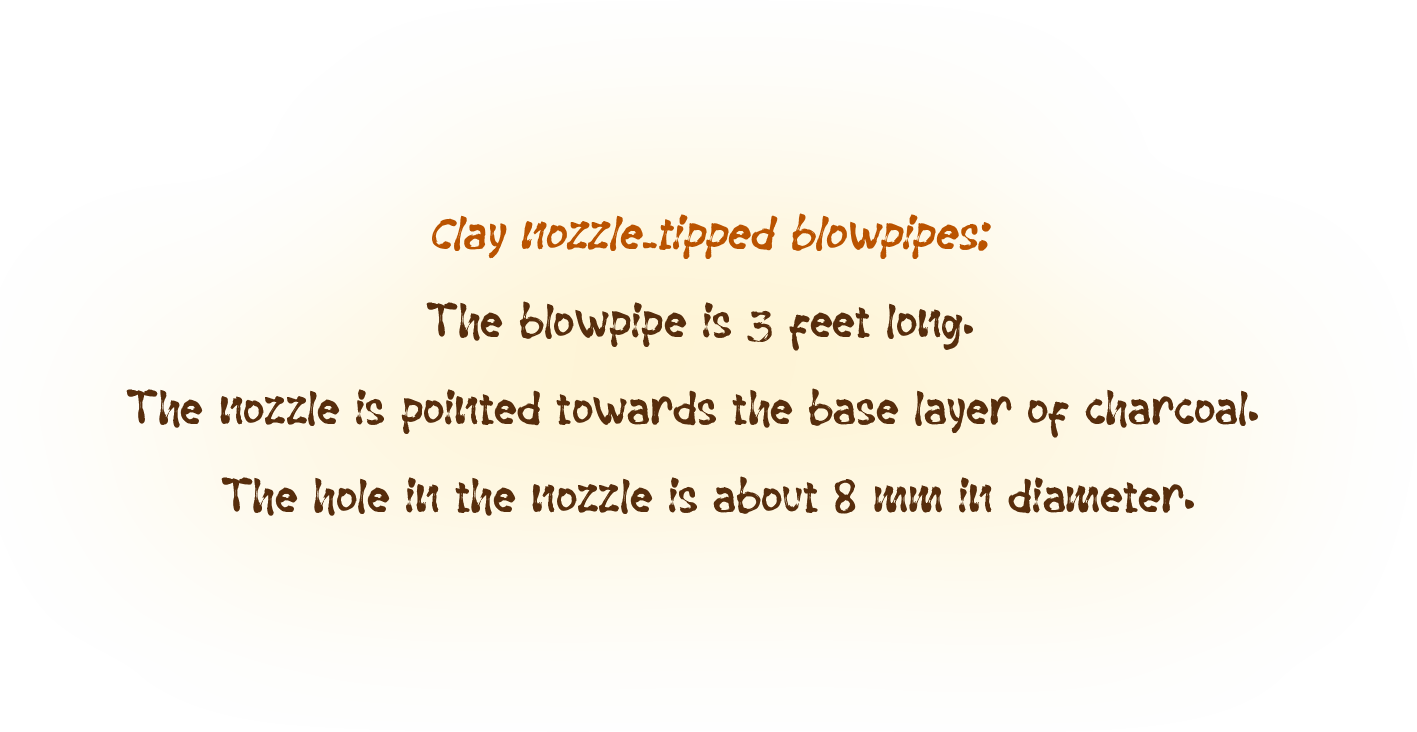 Clay nozzle-tipped blowpipes:
The blowpipe is 3 feet long.
The nozzle is pointed towards the base layer of charcoal.
The hole in the nozzle is about 8 mm in diameter.